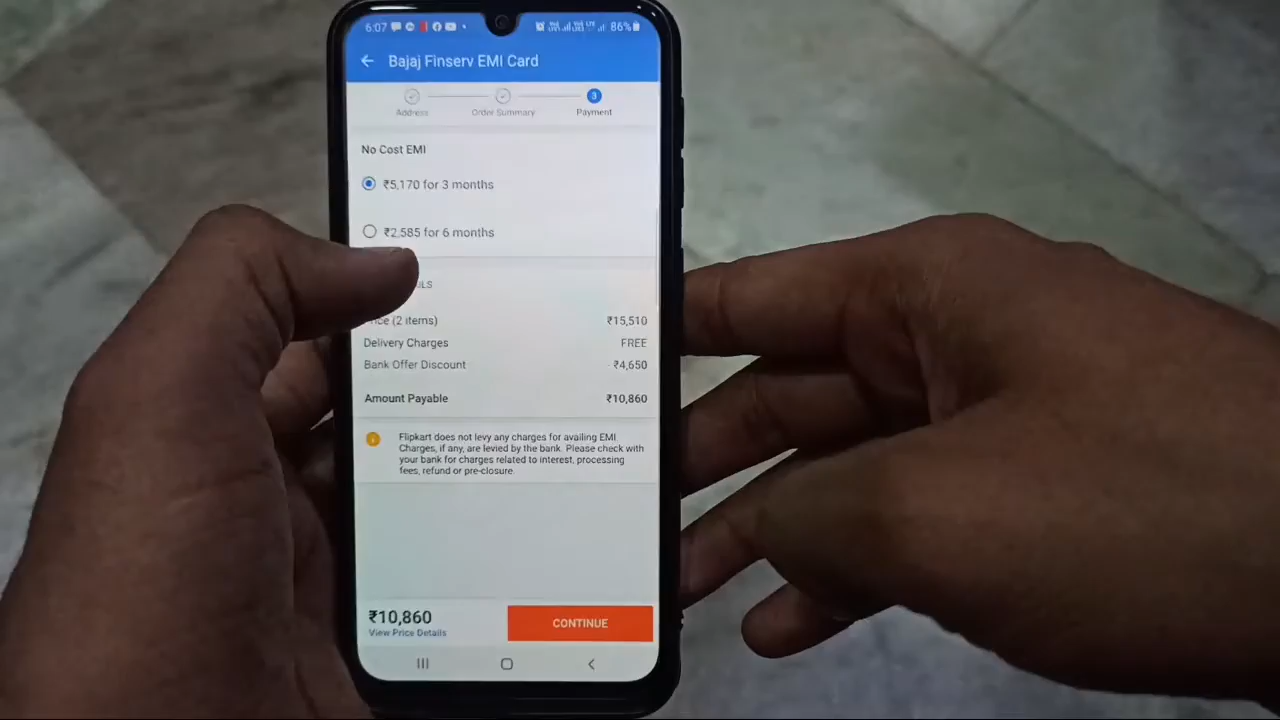 6:07
86%
Bajaj Finserv EMI Card
3
Address
Order Summary
Payment
No Cost EMI
₹5,170 for 3 months
₹2,585 for 6 months
Price (2 items) ₹15,510
Delivery Charges FREE
Bank Offer Discount -₹4,650
Amount Payable ₹10,860
Flipkart does not levy any charges for availing EMI.
Charges, if any, are levied by the bank. Please check with
your bank for charges related to interest, processing
fees, refund or pre-closure.
₹10,860
View Price Details
CONTINUE